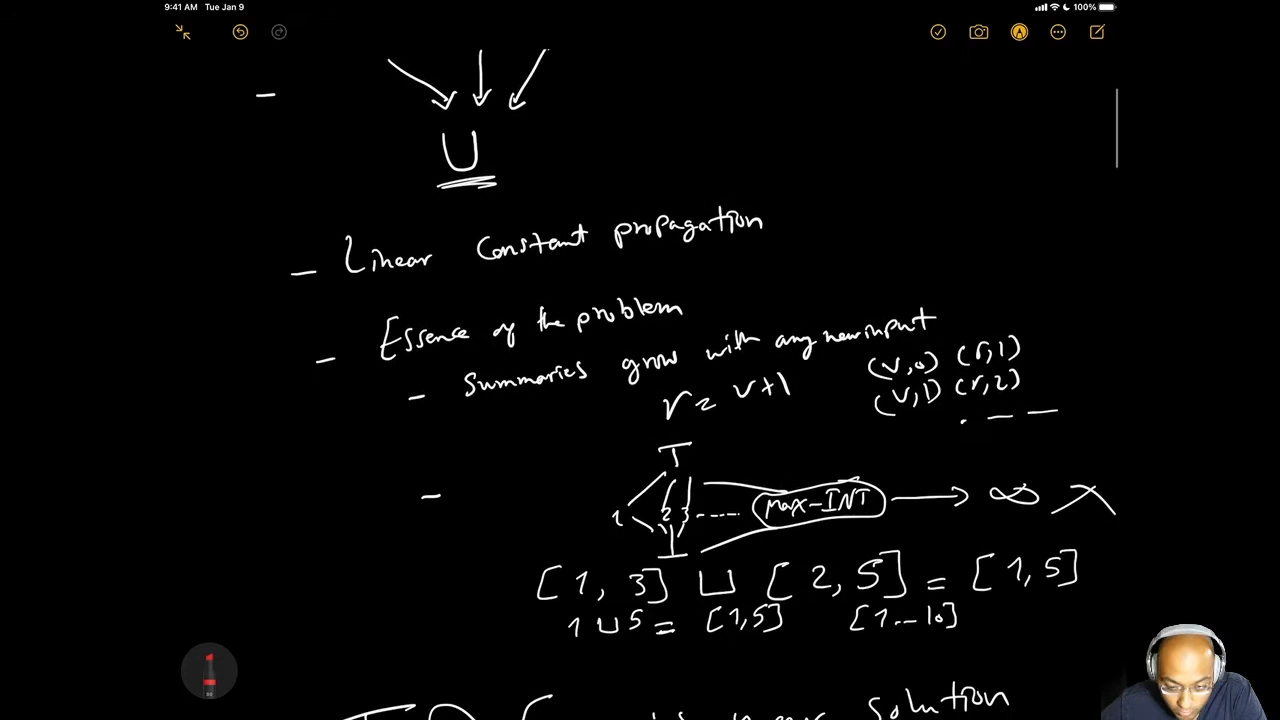 9:41 AM Tue Jan 9
100%
U
– Linear Constant propagation
– Essence of the problem
– Summaries grow with any new input
(v,0) (r,1)
r = v+1
(v,1) (r,2)
. – –
⊤
1 2 3 ..... MAX-INT → ∞
⊥
[1, 3] ⊔ [2, 5] = [1, 5]
1 ⊔ 5 = [1,5] [1..10]
solution